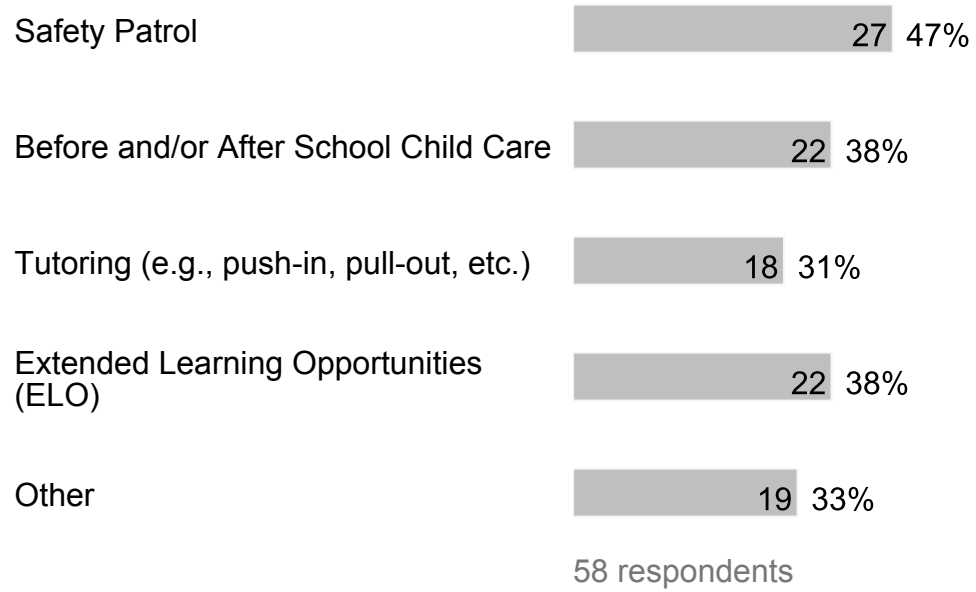 Safety Patrol 27 47%
Before and/or After School Child Care 22 38%
Tutoring (e.g., push-in, pull-out, etc.) 18 31%
Extended Learning Opportunities
(ELO) 22 38%
Other 19 33%
58 respondents